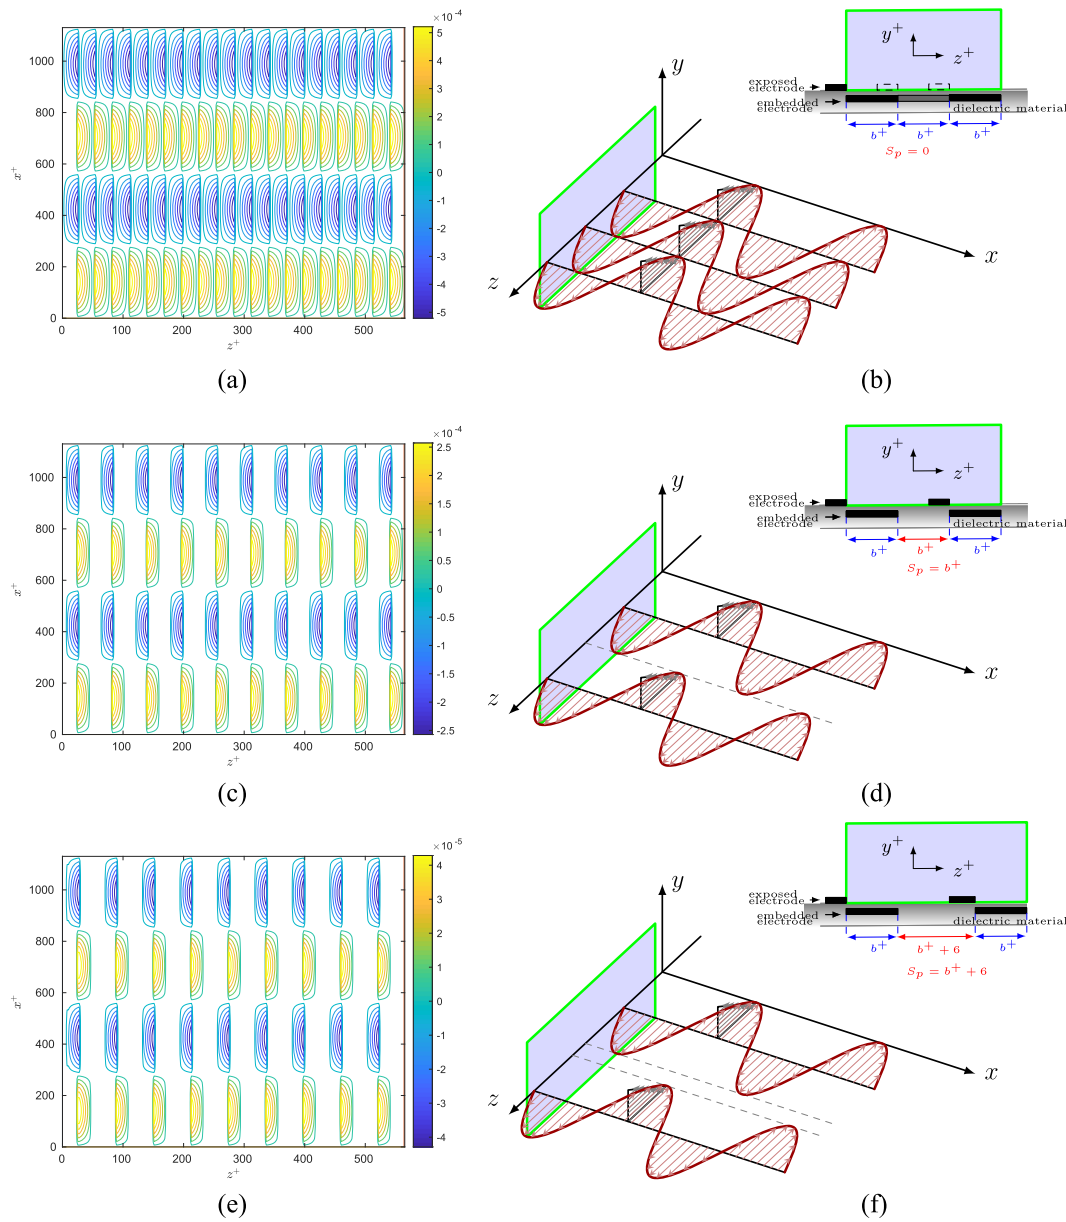 ×10⁻⁴
5
4
3
2
1
0
-1
-2
-3
-4
-5
1000
800
600
400
200
0
x⁺
0 100 200 300 400 500
z⁺
(a)
y⁺
z⁺
exposed
electrode
embedded
electrode
dielectric material
b⁺ b⁺ b⁺
Sₚ = 0
y
z
x
(b)
×10⁻⁴
2.5
2
1.5
1
0.5
0
-0.5
-1
-1.5
-2
-2.5
1000
800
600
400
200
0
x⁺
0 100 200 300 400 500
z⁺
(c)
y⁺
z⁺
exposed
electrode
embedded
electrode
dielectric material
b⁺ b⁺ b⁺
Sₚ = b⁺
y
z
x
(d)
×10⁻⁵
4
3
2
1
0
-1
-2
-3
-4
1000
800
600
400
200
0
x⁺
0 100 200 300 400 500
z⁺
(e)
y⁺
z⁺
exposed
electrode
embedded
electrode
dielectric material
b⁺ b⁺ + 6 b⁺
Sₚ = b⁺ + 6
y
z
x
(f)